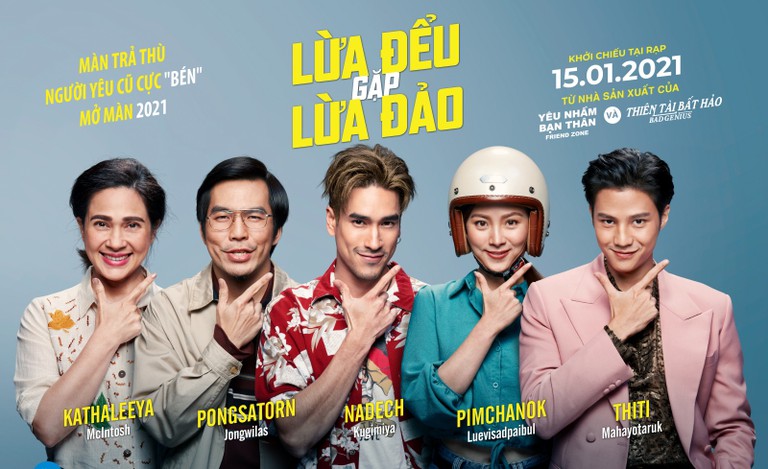 MÀN TRẢ THÙ
NGƯỜI YÊU CŨ CỰC "BÉN"
MỞ MÀN 2021
LỪA ĐỂU
GẶP
LỪA ĐẢO
KHỞI CHIẾU TẠI RẠP
15.01.2021
TỪ NHÀ SẢN XUẤT CỦA
YÊU NHẦM
BẠN THÂN
FRIEND ZONE
VÀ
THIÊN TÀI BẤT HẢO
BAD GENIUS
KATHALEEYA
McIntosh
PONGSATORN
Jongwilas
NADECH
Kugimiya
PIMCHANOK
Luevisadpaibul
THITI
Mahayotaruk